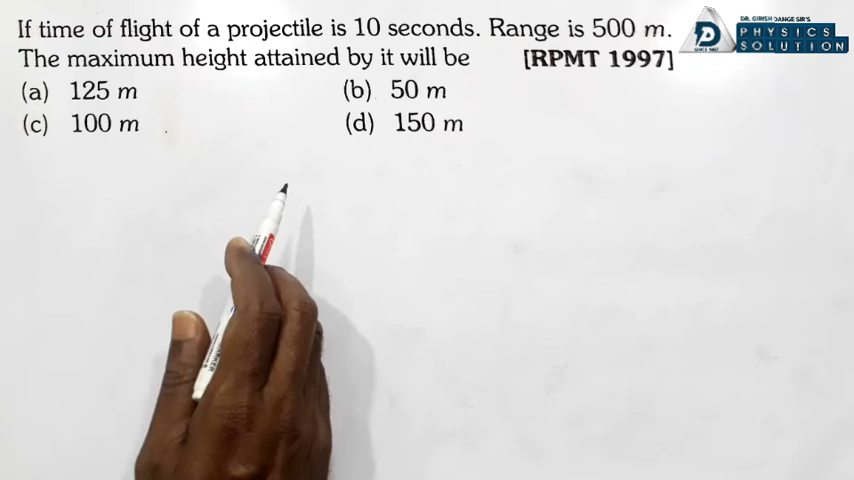 If time of flight of a projectile is 10 seconds. Range is 500 m.
The maximum height attained by it will be [RPMT 1997]
(a) 125 m (b) 50 m
(c) 100 m (d) 150 m
DR. GIRISH DANGE SIR'S
PHYSICS
SOLUTION